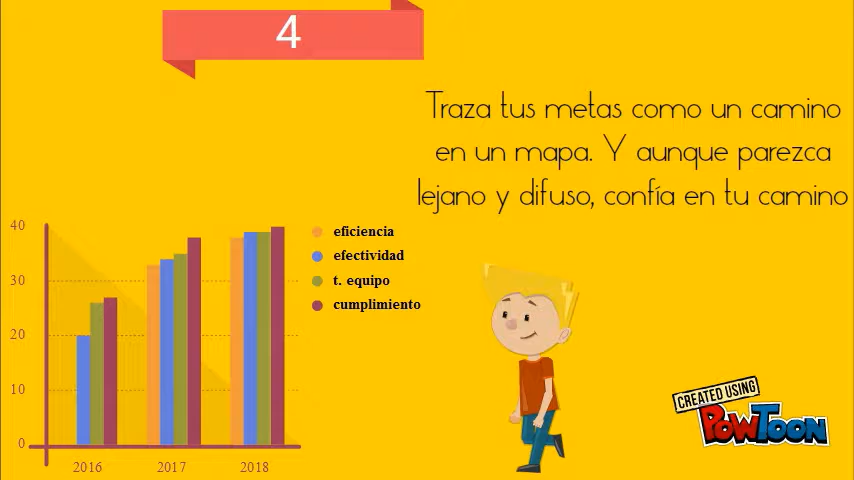 4
Traza tus metas como un camino
en un mapa. Y aunque parezca
lejano y difuso, confía en tu camino
40
30
20
10
0
2016 2017 2018
eficiencia
efectividad
t. equipo
cumplimiento
CREATED USING
POWTOON